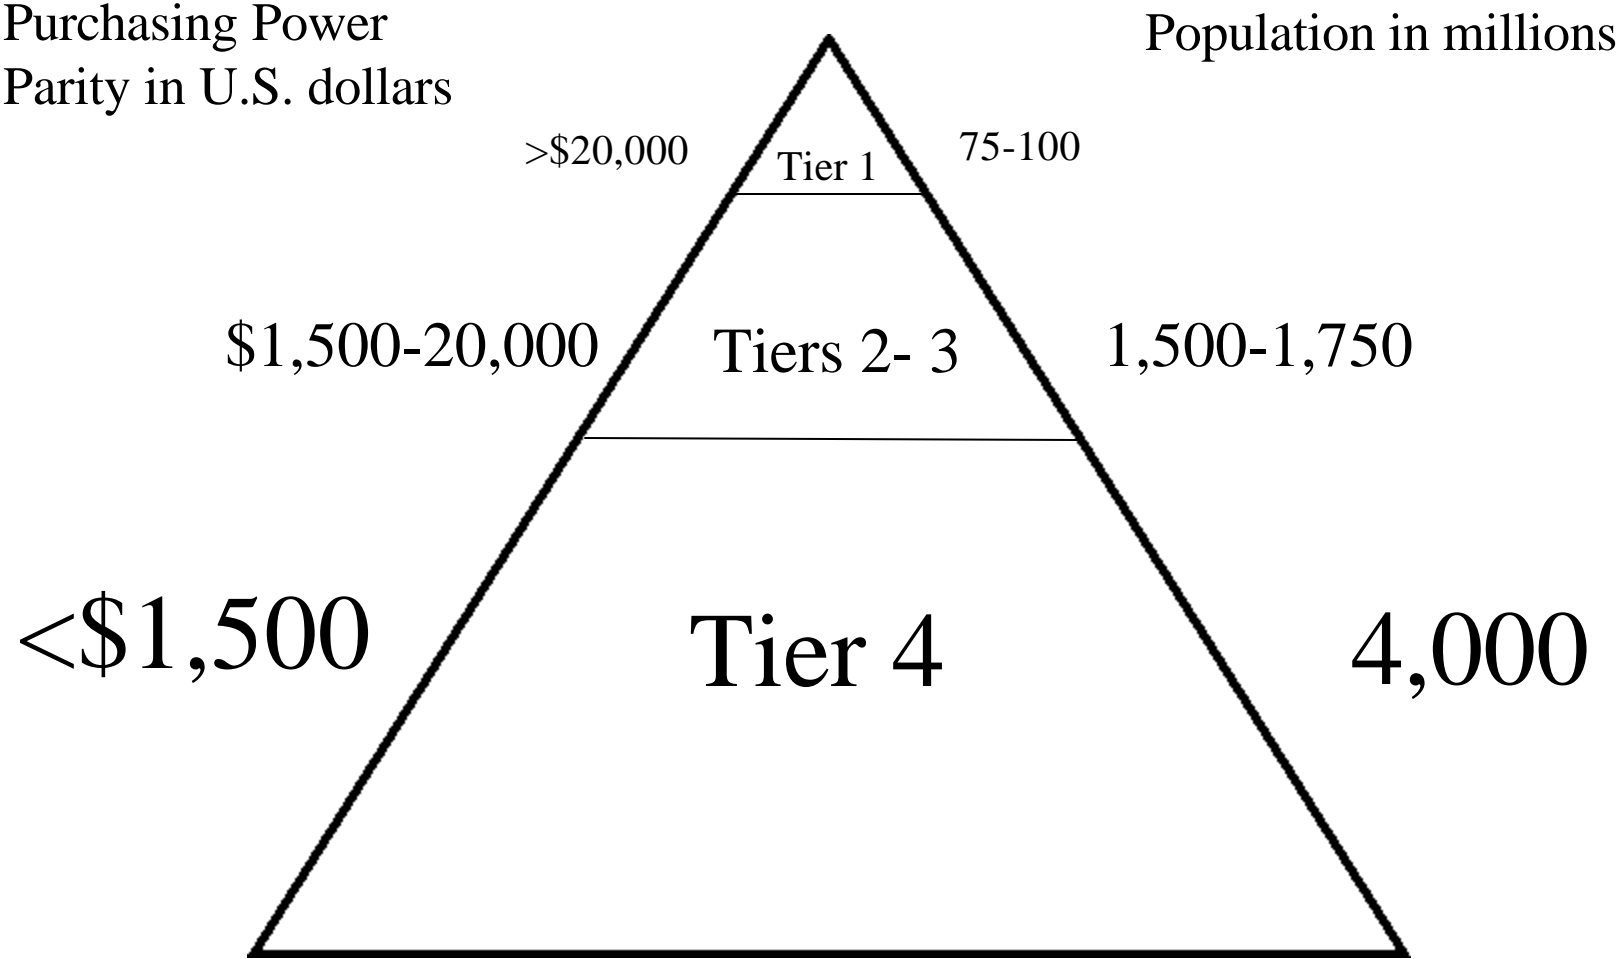 Purchasing Power
Parity in U.S. dollars
Population in millions
>$20,000
Tier 1
75-100
$1,500-20,000
Tiers 2- 3
1,500-1,750
<$1,500
Tier 4
4,000